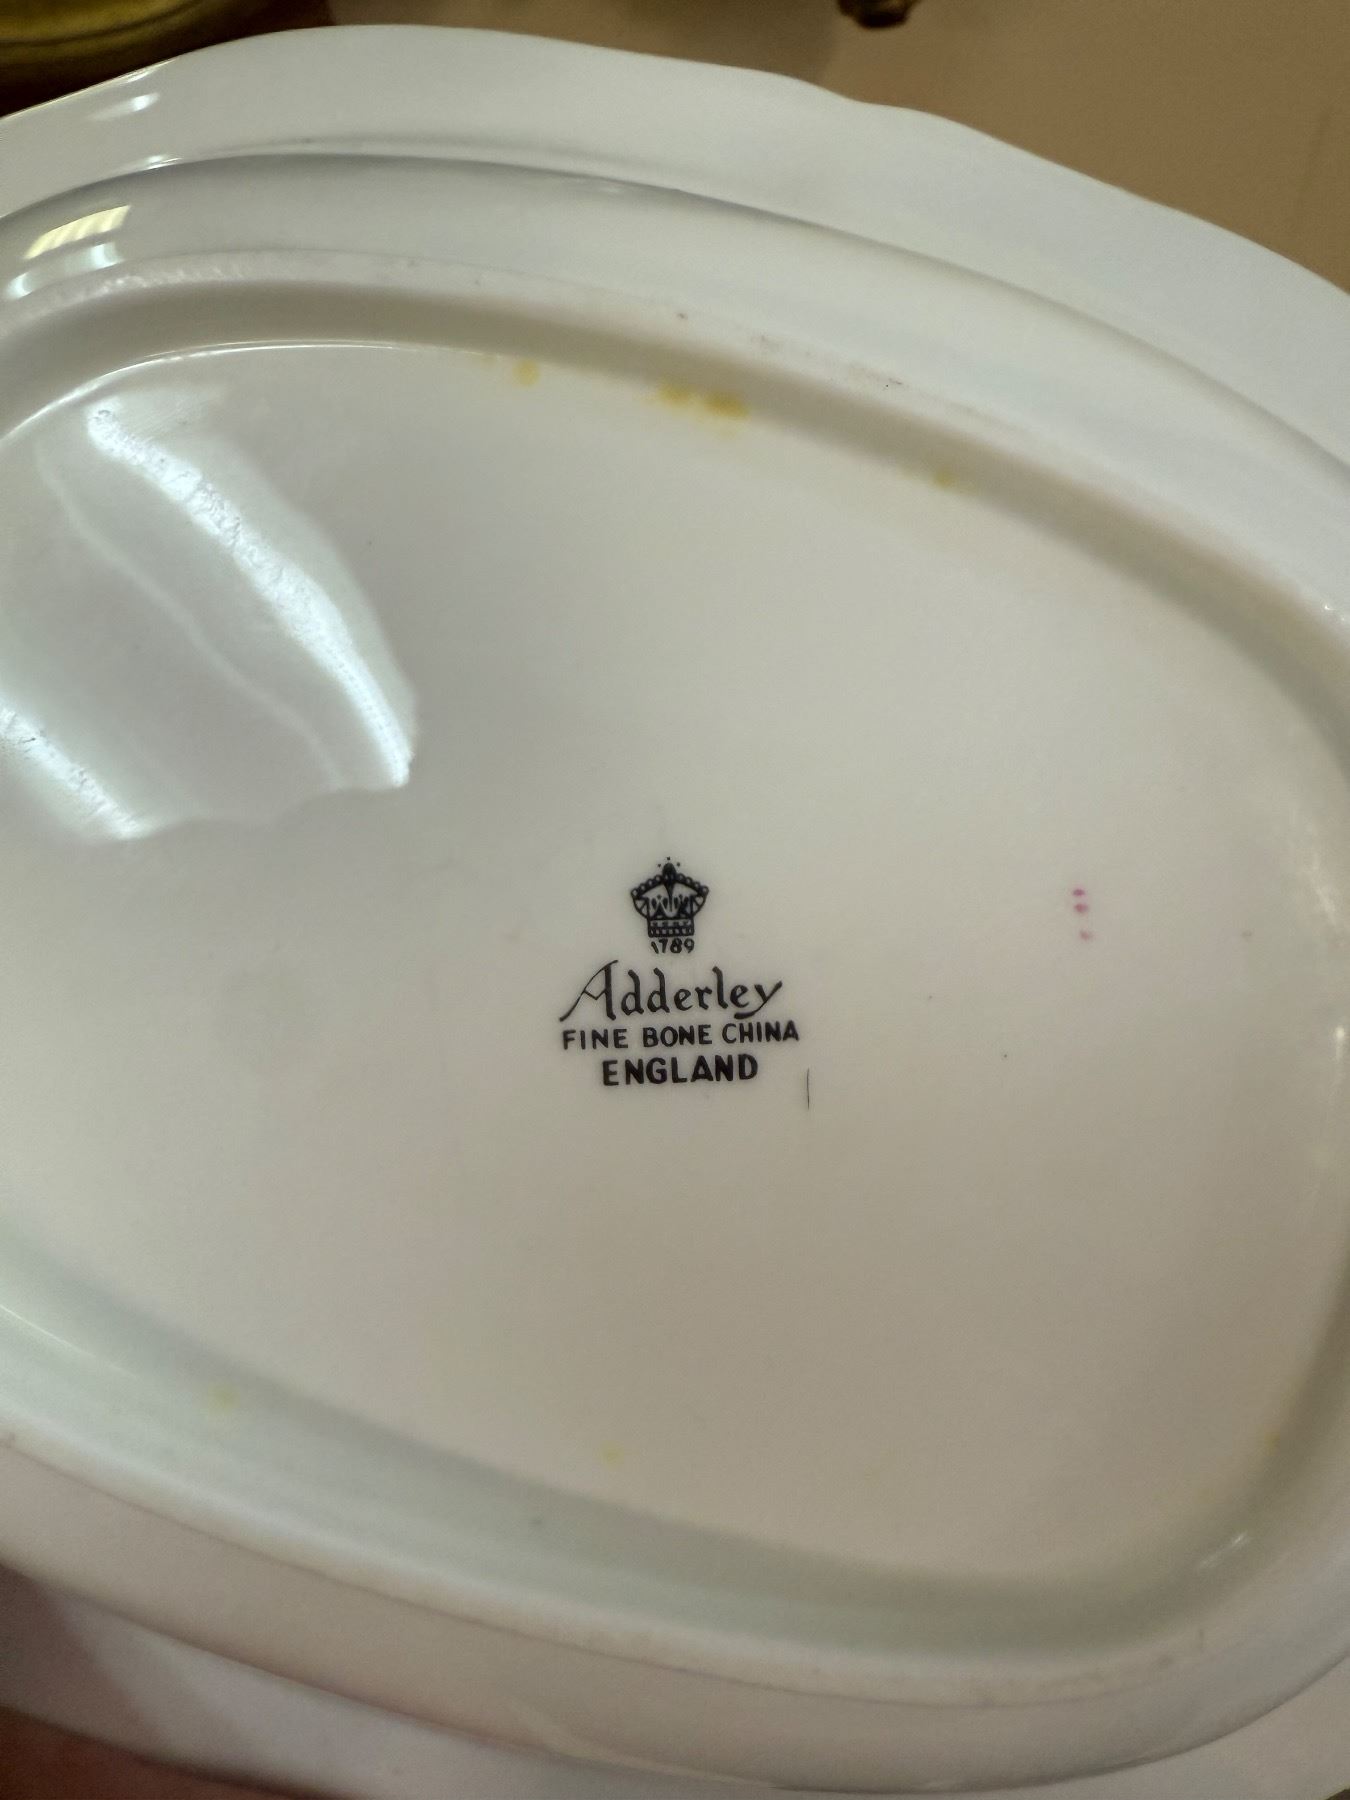 1789
Adderley
FINE BONE CHINA
ENGLAND